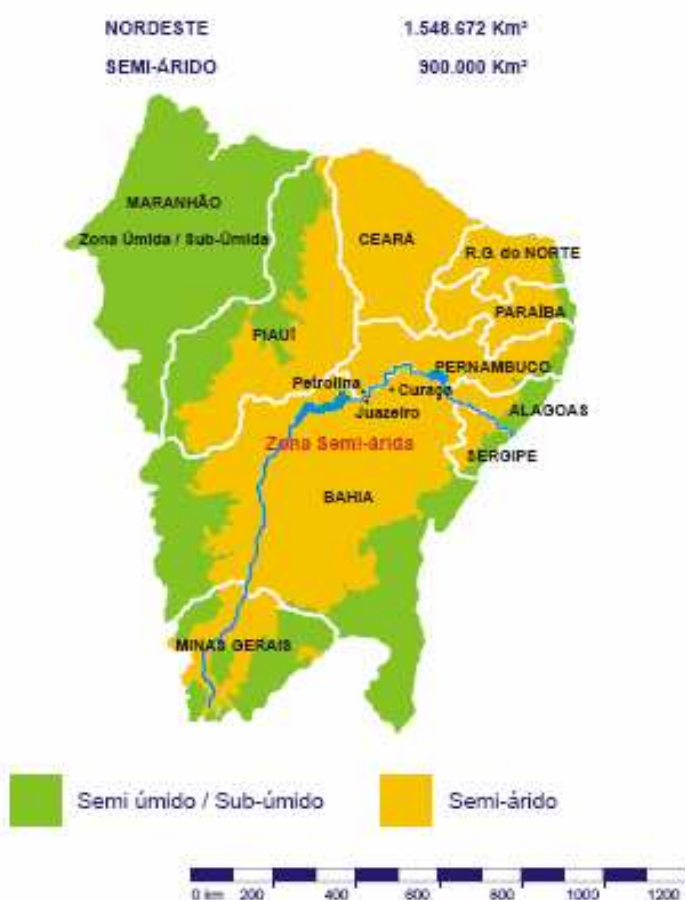 NORDESTE 1.548.672 Km²
SEMI-ÁRIDO 900.000 Km²
MARANHÃO
Zona Úmida / Sub-Úmida
CEARÁ
R.G. do NORTE
PARAÍBA
PIAUÍ
PERNAMBUCO
Petrolina
Curaça
Juazeiro
ALAGOAS
Zona Semi-árida
SERGIPE
BAHIA
MINAS GERAIS
Semi úmido / Sub-úmido
Semi-árido
0 km 200 400 600 800 1000 1200